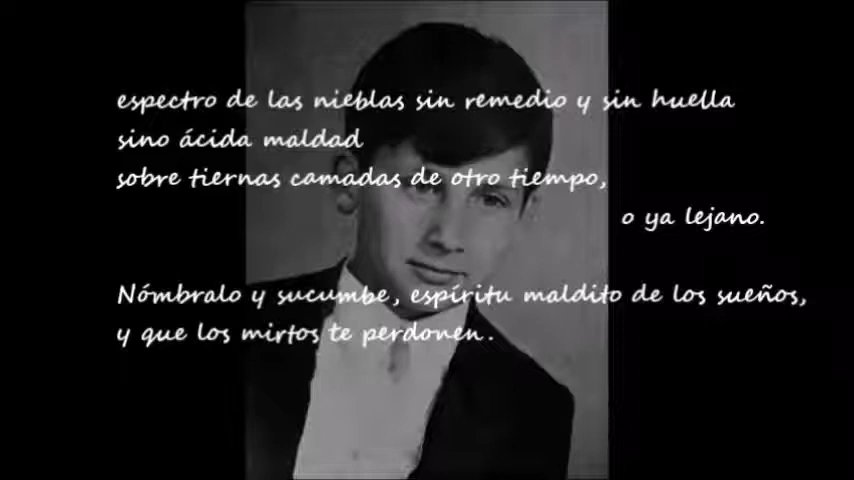 espectro de las nieblas sin remedio y sin huella
sino ácida maldad
sobre tiernas camadas de otro tiempo,
o ya lejano.
Nómbralo y sucumbe, espíritu maldito de los sueños,
y que los mirtos te perdonen.